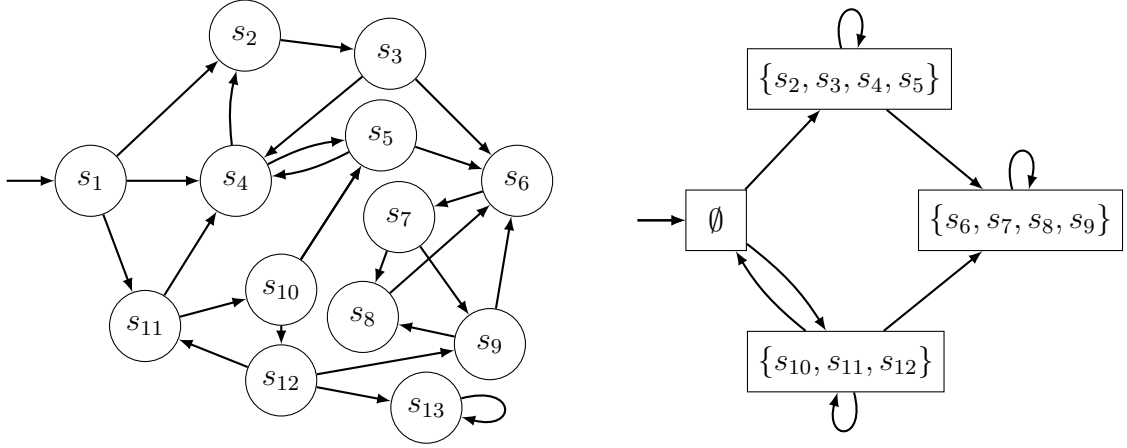 s₂
s₃
s₅
s₁
s₄
s₆
s₇
s₁₀
s₈
s₁₁
s₉
s₁₂
s₁₃
{s₂, s₃, s₄, s₅}
∅
{s₆, s₇, s₈, s₉}
{s₁₀, s₁₁, s₁₂}